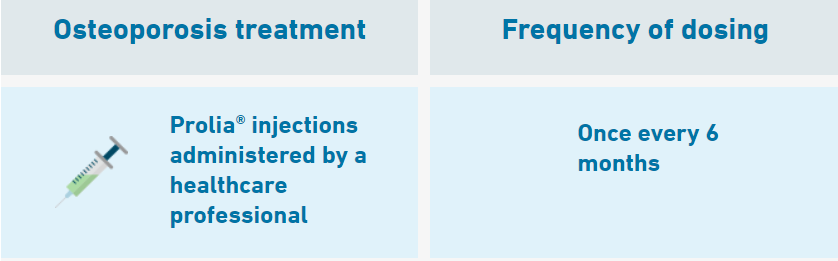 Osteoporosis treatment
Frequency of dosing
Prolia® injections
administered by a
healthcare
professional
Once every 6
months